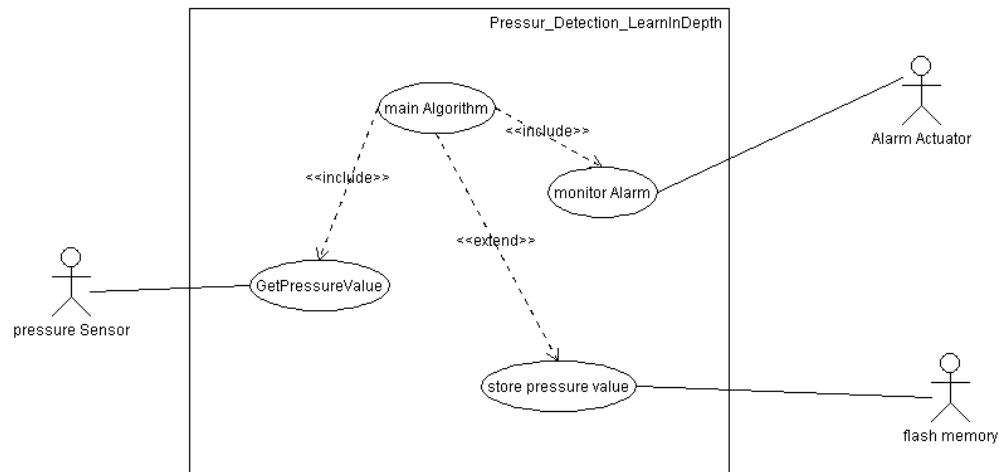 Pressur_Detection_LearnInDepth
main Algorithm
<<include>>
Alarm Actuator
<<include>>
monitor Alarm
<<extend>>
GetPressureValue
pressure Sensor
store pressure value
flash memory